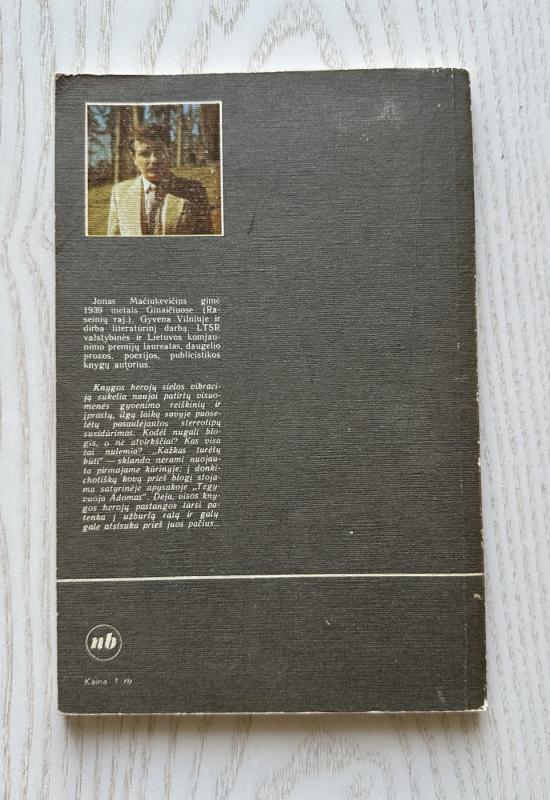 Jonas Mačiukevičius gimė
1939 metais Ginaičiuose (Ra-
seinių raj.). Gyvena Vilniuje ir
dirba literatūrinį darbą. LTSR
valstybinės ir Lietuvos komjau-
nimo premijų laureatas, daugelio
prozos, poezijos, publicistikos
knygų autorius.
Knygos herojų sielos vibraci-
ją sukelia naujai patirtų visuo-
menės gyvenimo reiškinių ir
įprastų, ilgą laiką savyje puose-
lėtų pasaulėjautos stereotipų
susidūrimas. Kodėl nugali blo-
gis, o ne atvirkščiai? Kas visa
tai nulemia? „Kažkas turėtų
būti" — sklando nerami nuojau-
ta pirmajame kūrinyje; į donki-
chotišką kovą prieš blogį stoja-
ma satyrinėje apysakoje „Tegy-
vuoja Adomas". Deja, visos kny-
gos herojų pastangos tarsi pa-
tenka į užburtą ratą ir galų
gale atsisuka prieš juos pačius...
nb
Kaina 1 rb